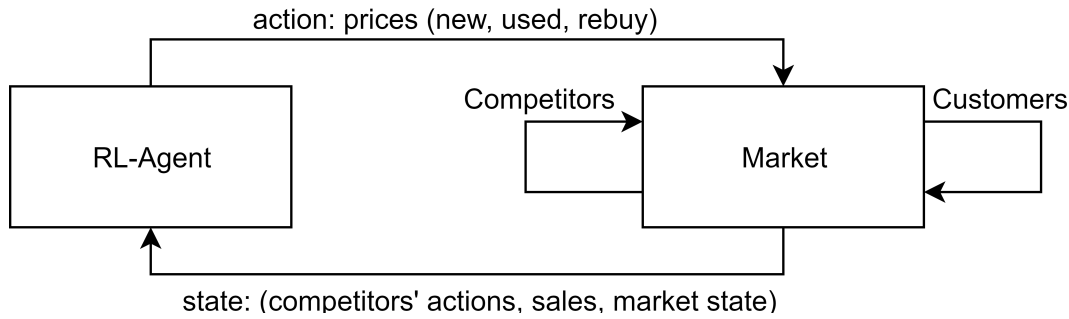 action: prices (new, used, rebuy)
Competitors
Customers
RL-Agent
Market
state: (competitors' actions, sales, market state)